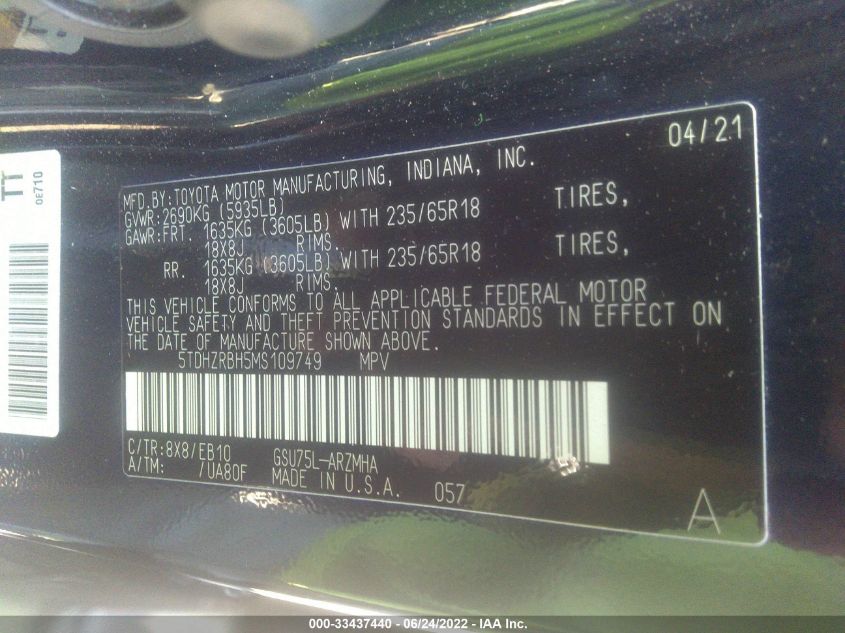 04/21
MFD.BY:TOYOTA MOTOR MANUFACTURING, INDIANA, INC.
GVWR:2690KG (5935LB)
GAWR:FRT. 1635KG (3605LB) WITH 235/65R18 TIRES,
18X8J RIMS.
RR. 1635KG (3605LB) WITH 235/65R18 TIRES,
18X8J RIMS.
THIS VEHICLE CONFORMS TO ALL APPLICABLE FEDERAL MOTOR
VEHICLE SAFETY AND THEFT PREVENTION STANDARDS IN EFFECT ON
THE DATE OF MANUFACTURE SHOWN ABOVE.
5TDHZRBH5MS109749 MPV
C/TR:8X8/EB10 GSU75L-ARZMHA
A/TM: /UA80F MADE IN U.S.A. 057
A
TT
0E710
000-33437440 - 06/24/2022 - IAA Inc.